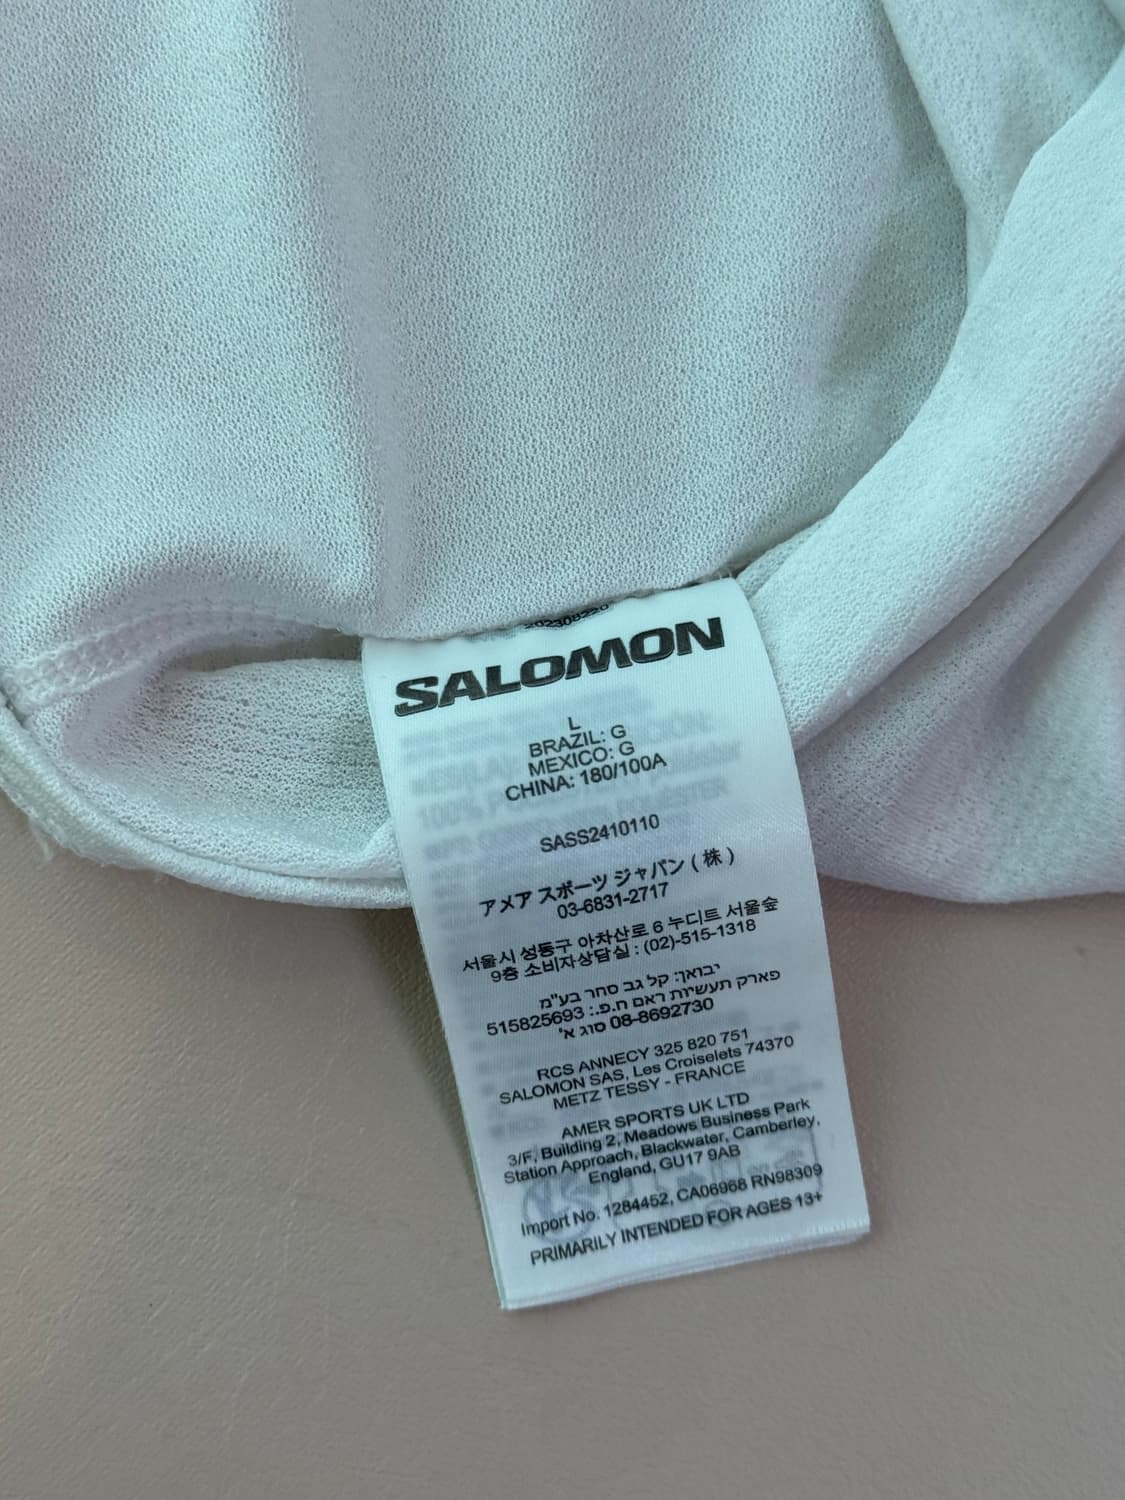 SALOMON
L
BRAZIL: G
MEXICO: G
CHINA: 180/100A
SASS2410110
アメア スポーツ ジャパン ( 株 )
03-6831-2717
서울시 성동구 아차산로 6 누디트 서울숲
9층 소비자상담실 : (02)-515-1318
יבואן: קל גב סחר בע"מ
פארק תעשיות ראם ח.פ.: 515825693
08-8692730 סוג א'
RCS ANNECY 325 820 751
SALOMON SAS, Les Croiselets 74370
METZ TESSY - FRANCE
AMER SPORTS UK LTD
3/F, Building 2, Meadows Business Park
Station Approach, Blackwater, Camberley,
England, GU17 9AB
Import No. 1284452, CA06968 RN98309
PRIMARILY INTENDED FOR AGES 13+